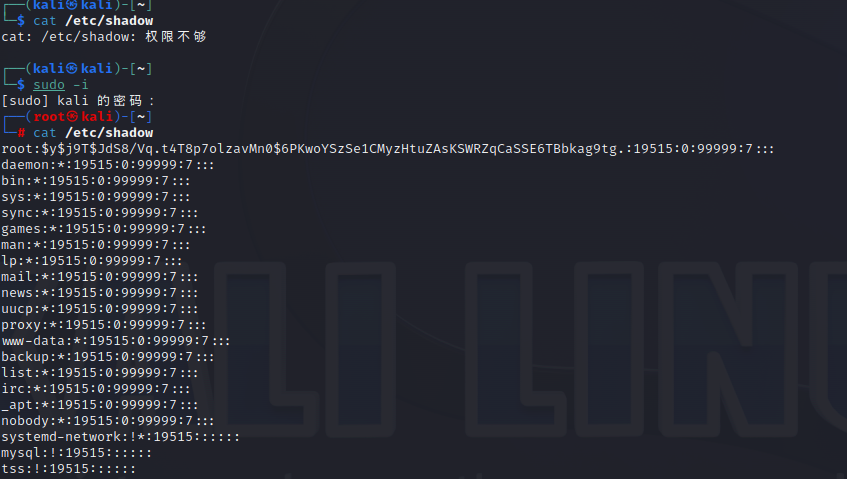 ┌──(kali㉿kali)-[~]
└─$ cat /etc/shadow
cat: /etc/shadow: 权限不够
┌──(kali㉿kali)-[~]
└─$ sudo -i
[sudo] kali 的密码：
┌──(root㉿kali)-[~]
└─# cat /etc/shadow
root:$y$j9T$JdS8/Vq.t4T8p7olzavMn0$6PKwoYSzSe1CMyzHtuZAsKSWRZqCaSSE6TBbkag9tg.:19515:0:99999:7:::
daemon:*:19515:0:99999:7:::
bin:*:19515:0:99999:7:::
sys:*:19515:0:99999:7:::
sync:*:19515:0:99999:7:::
games:*:19515:0:99999:7:::
man:*:19515:0:99999:7:::
lp:*:19515:0:99999:7:::
mail:*:19515:0:99999:7:::
news:*:19515:0:99999:7:::
uucp:*:19515:0:99999:7:::
proxy:*:19515:0:99999:7:::
www-data:*:19515:0:99999:7:::
backup:*:19515:0:99999:7:::
list:*:19515:0:99999:7:::
irc:*:19515:0:99999:7:::
_apt:*:19515:0:99999:7:::
nobody:*:19515:0:99999:7:::
systemd-network:!*:19515::::::
mysql:!:19515::::::
tss:!:19515::::::